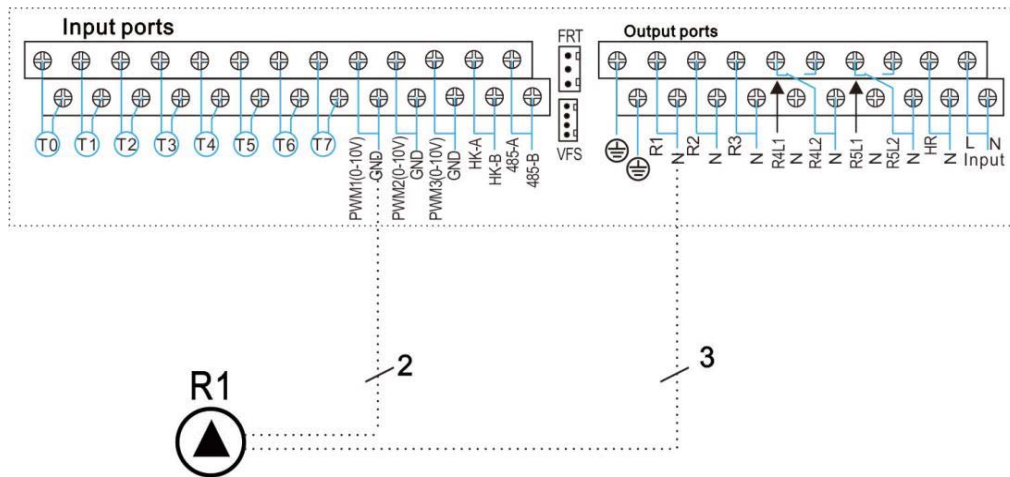 Input ports
FRT
Output ports
T0 T1 T2 T3 T4 T5 T6 T7
PWM1(0-10V)
GND
PWM2(0-10V)
GND
PWM3(0-10V)
GND
HK-A
HK-B
485-A
485-B
VFS
R1
N
R2
N
R3
N
R4L1
N
R4L2
N
R5L1
N
R5L2
N
HR
N
L N
Input
2
3
R1